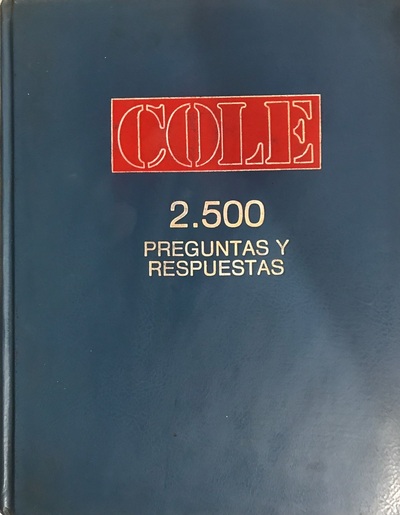 COLE
2.500
PREGUNTAS Y
RESPUESTAS